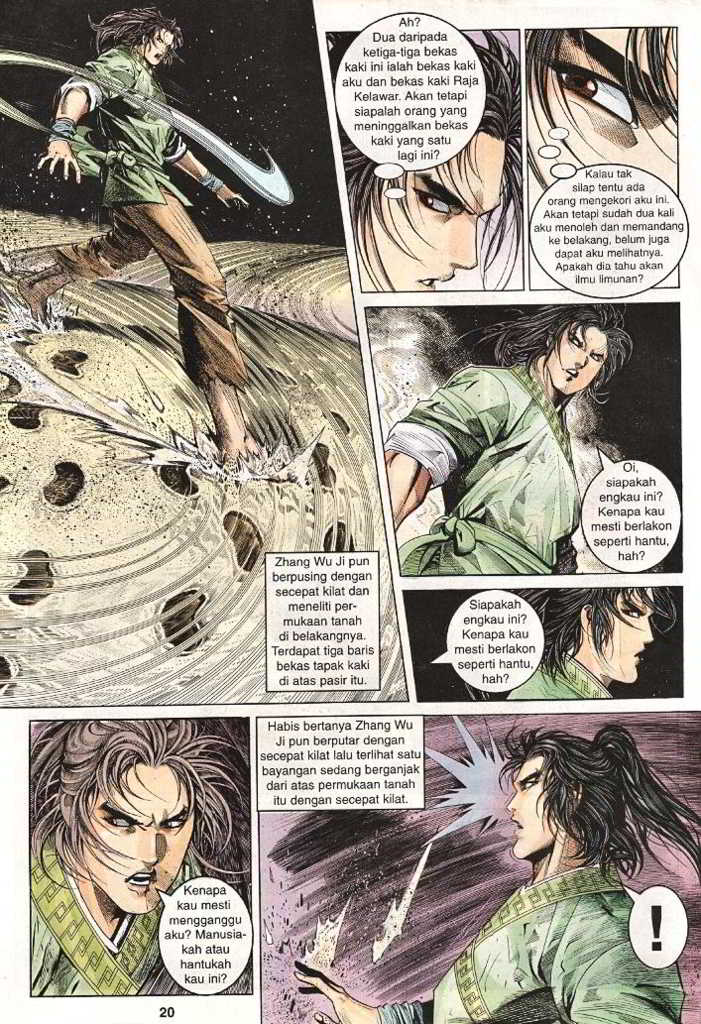 Zhang Wu Ji pun
berpusing dengan
secepat kilat dan
meneliti per-
mukaan tanah
di belakangnya.
Terdapat tiga baris
bekas tapak kaki
di atas pasir itu.
Ah?
Dua daripada
ketiga-tiga bekas
kaki ini ialah bekas kaki
aku dan bekas kaki Raja
Kelawar. Akan tetapi
siapalah orang yang
meninggalkan bekas
kaki yang satu
lagi ini?
Kalau tak
silap tentu ada
orang mengekori aku ini.
Akan tetapi sudah dua kali
aku menoleh dan memandang
ke belakang, belum juga
dapat aku melihatnya.
Apakah dia tahu akan
ilmu limunan?
Oi,
siapakah
engkau ini?
Kenapa kau
mesti berlakon
seperti hantu,
hah?
Siapakah
engkau ini?
Kenapa kau
mesti berlakon
seperti hantu,
hah?
Kenapa
kau mesti
mengganggu
aku? Manusia-
kah atau
hantukah
kau ini?
Habis bertanya Zhang Wu
Ji pun berputar dengan
secepat kilat lalu terlihat satu
bayangan sedang berganjak
dari atas permukaan tanah
itu dengan secepat kilat.
!
20